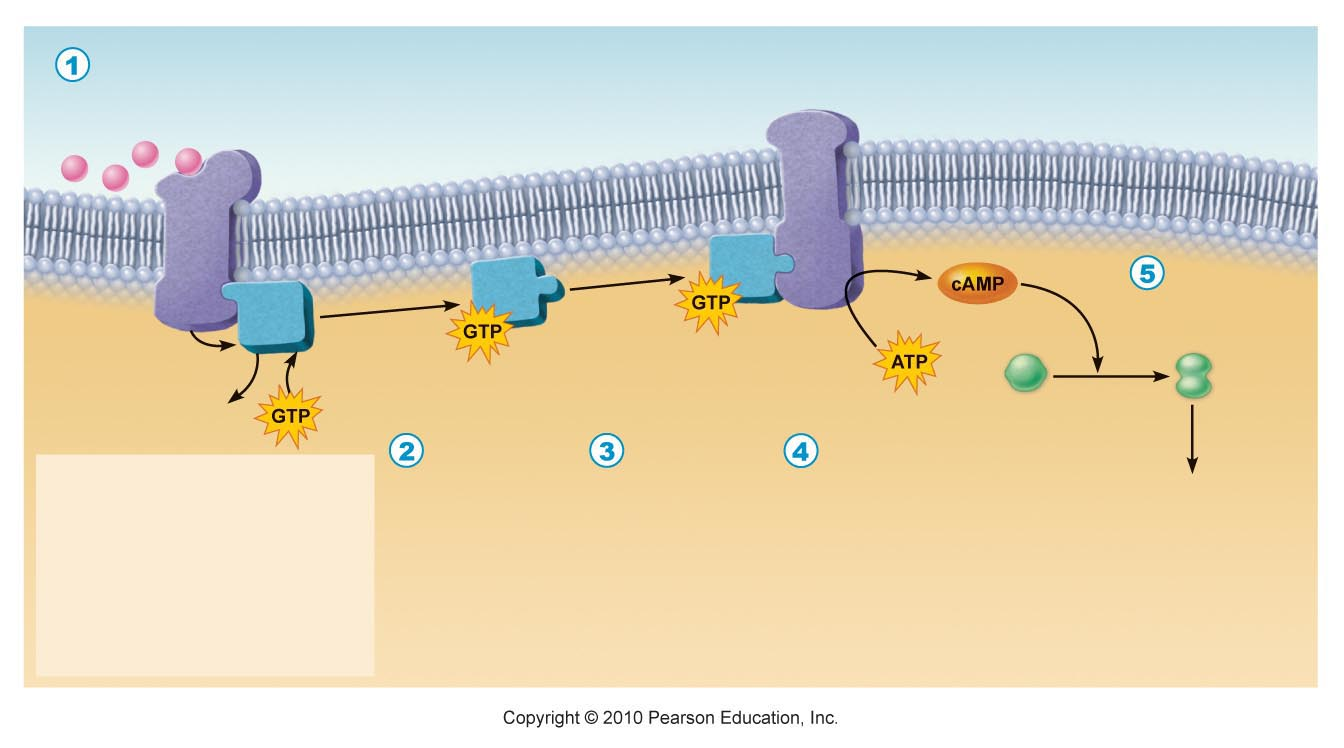 1
5
cAMP
GTP
GTP
ATP
GTP
2
3
4
Copyright © 2010 Pearson Education, Inc.